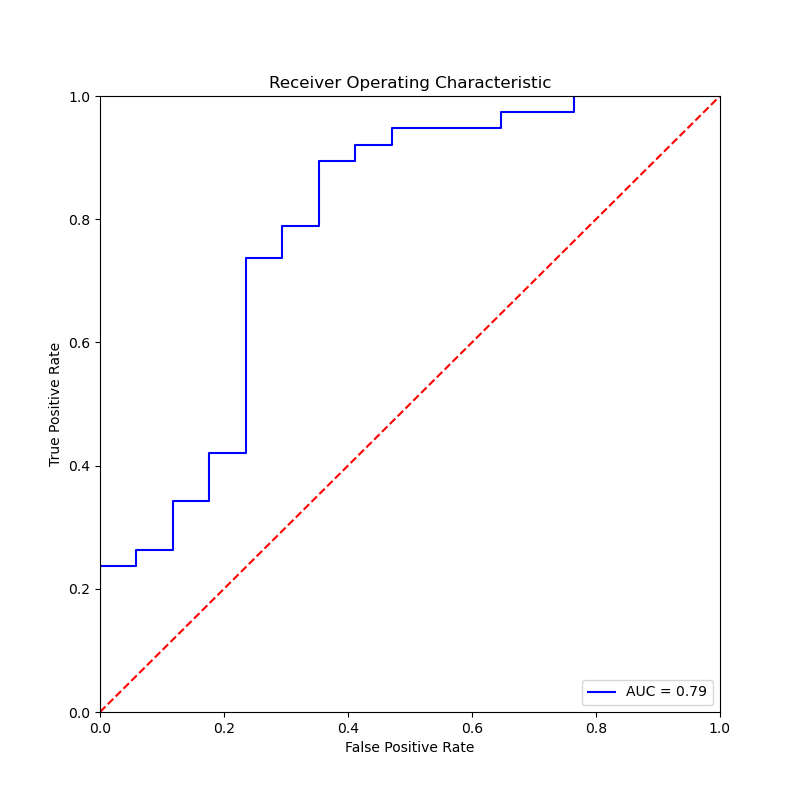 Receiver Operating Characteristic
1.0
0.8
0.6
0.4
0.2
0.0
True Positive Rate
AUC = 0.79
0.0 0.2 0.4 0.6 0.8 1.0
False Positive Rate